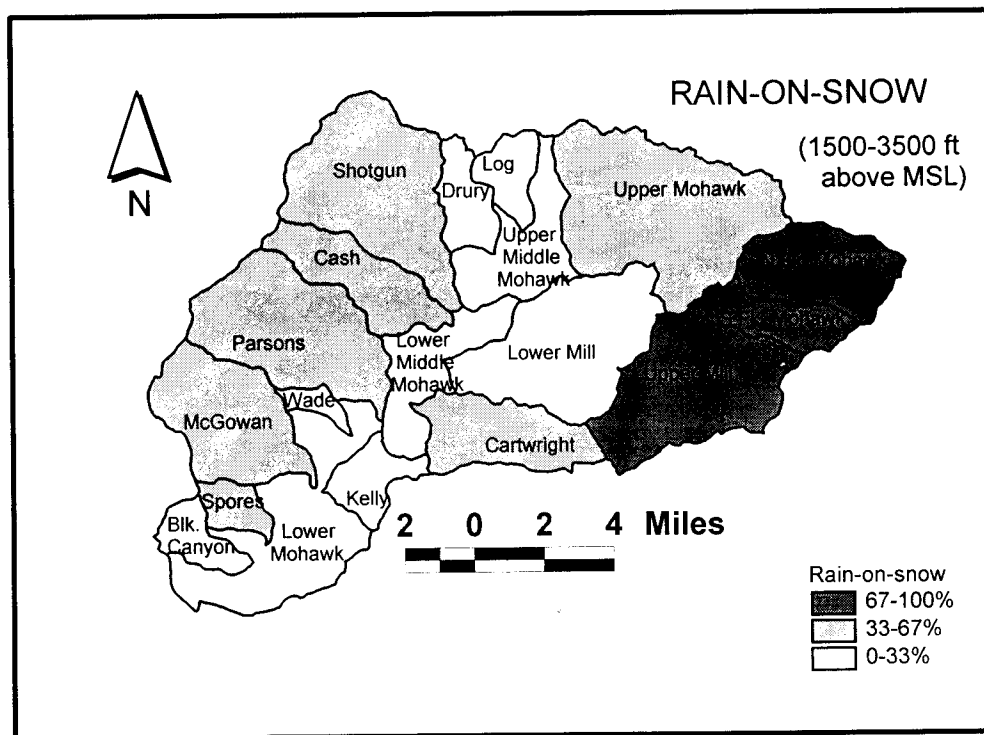 RAIN-ON-SNOW
(1500-3500 ft
above MSL)
N
Shotgun
Log
Drury
Upper Mohawk
Cash
Upper
Middle
Mohawk
Parsons
Lower
Middle
Mohawk
Lower Mill
Upper Mill
Wade
McGowan
Cartwright
Spores
Kelly
Blk.
Canyon
Lower
Mohawk
2 0 2 4 Miles
Rain-on-snow
67-100%
33-67%
0-33%